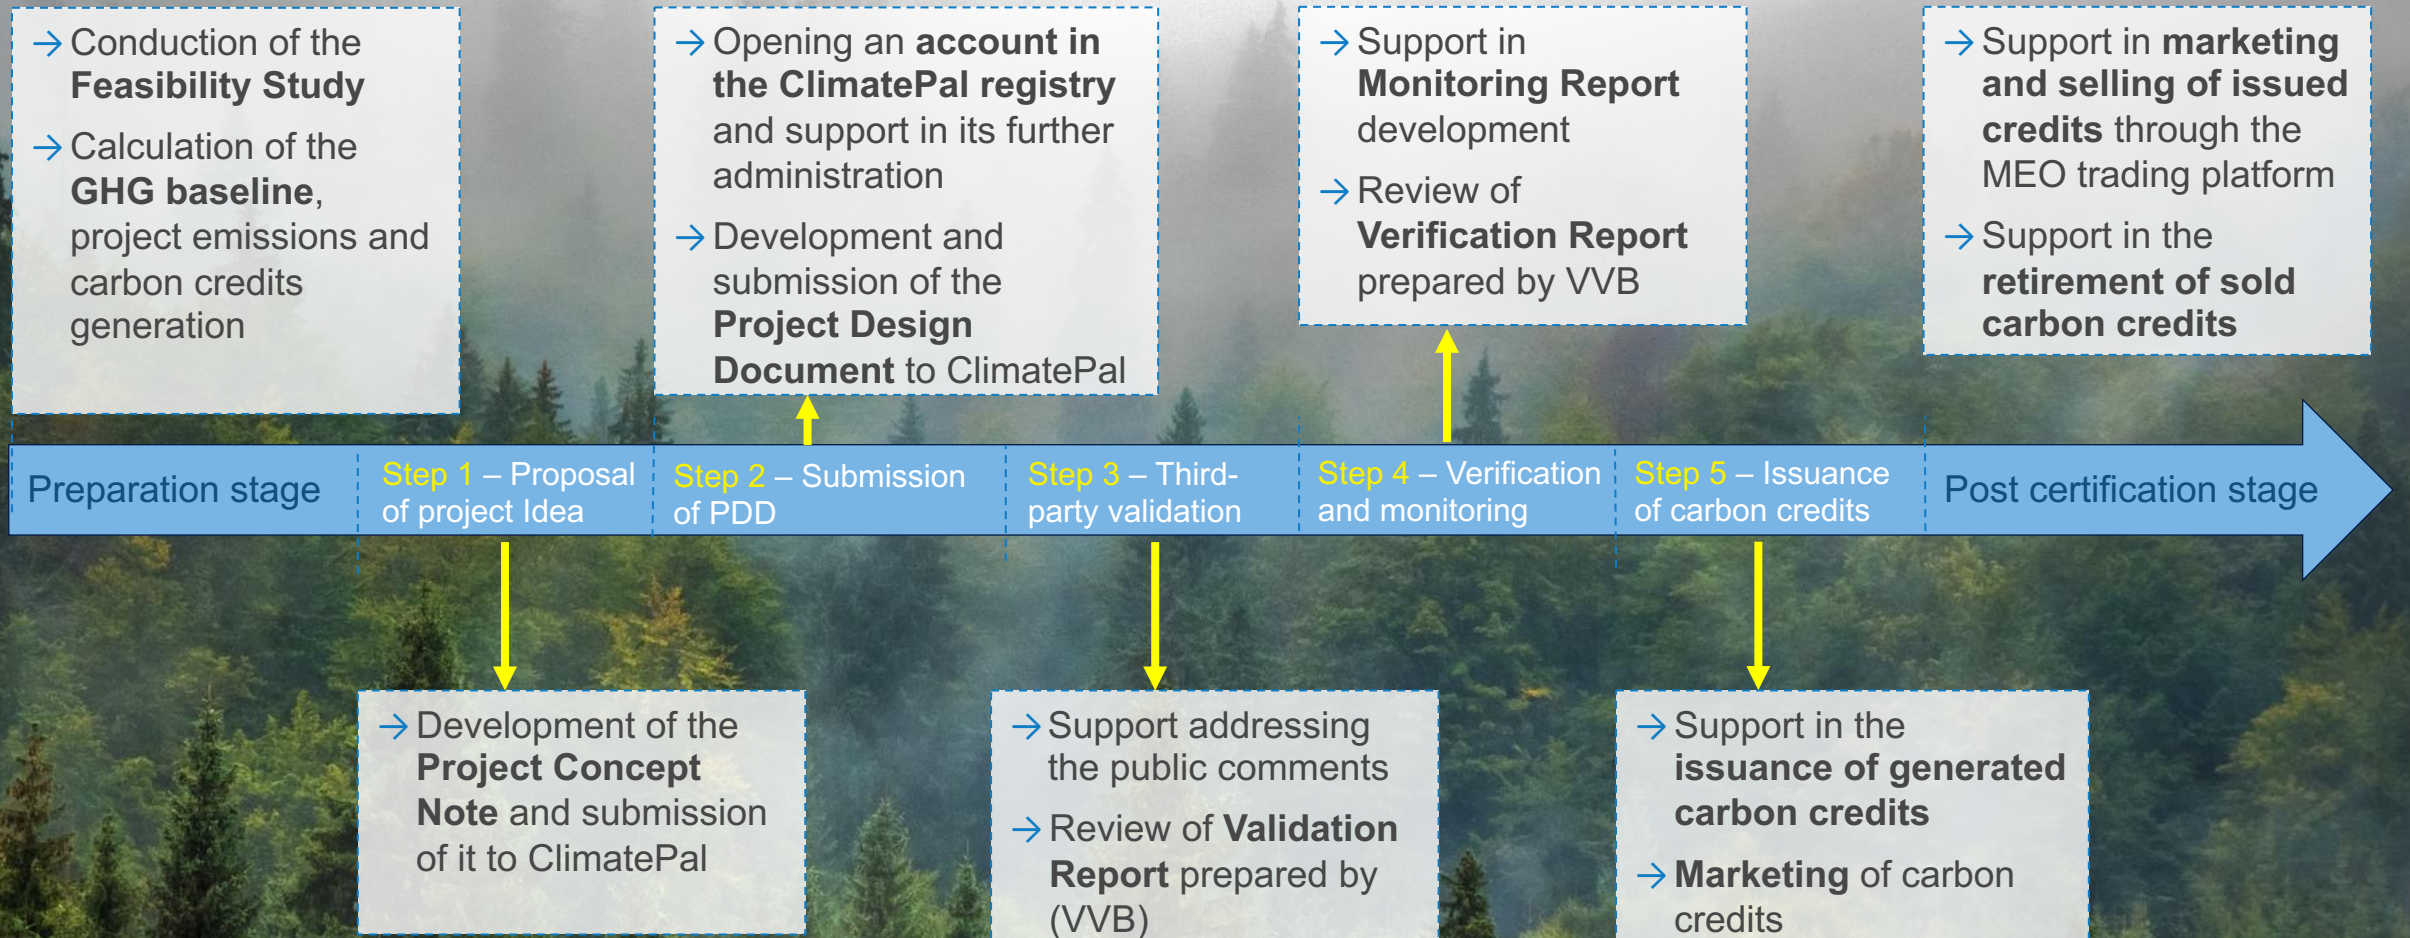 → Conduction of the
Feasibility Study
→ Calculation of the
GHG baseline,
project emissions and
carbon credits
generation
→ Opening an account in
the ClimatePal registry
and support in its further
administration
→ Development and
submission of the
Project Design
Document to ClimatePal
→ Support in
Monitoring Report
development
→ Review of
Verification Report
prepared by VVB
→ Support in marketing
and selling of issued
credits through the
MEO trading platform
→ Support in the
retirement of sold
carbon credits
Preparation stage
Step 1 – Proposal
of project Idea
Step 2 – Submission
of PDD
Step 3 – Third-
party validation
Step 4 – Verification
and monitoring
Step 5 – Issuance
of carbon credits
Post certification stage
→ Development of the
Project Concept
Note and submission
of it to ClimatePal
→ Support addressing
the public comments
→ Review of Validation
Report prepared by
(VVB)
→ Support in the
issuance of generated
carbon credits
→ Marketing of carbon
credits